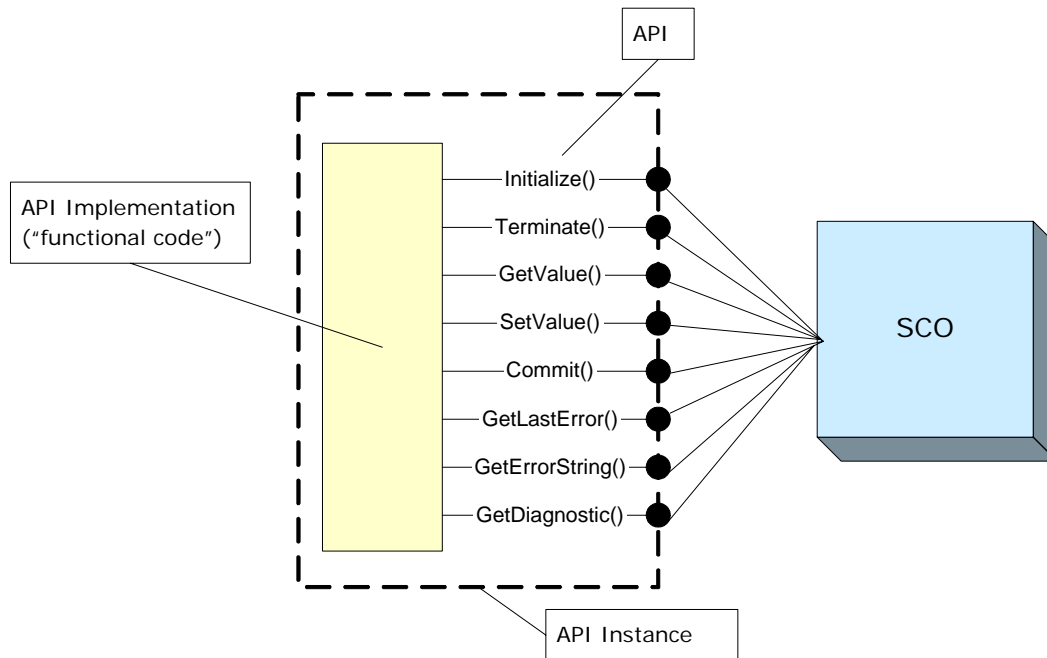 API
Initialize()
API Implementation
("functional code")
Terminate()
GetValue()
SetValue()
SCO
Commit()
GetLastError()
GetErrorString()
GetDiagnostic()
API Instance